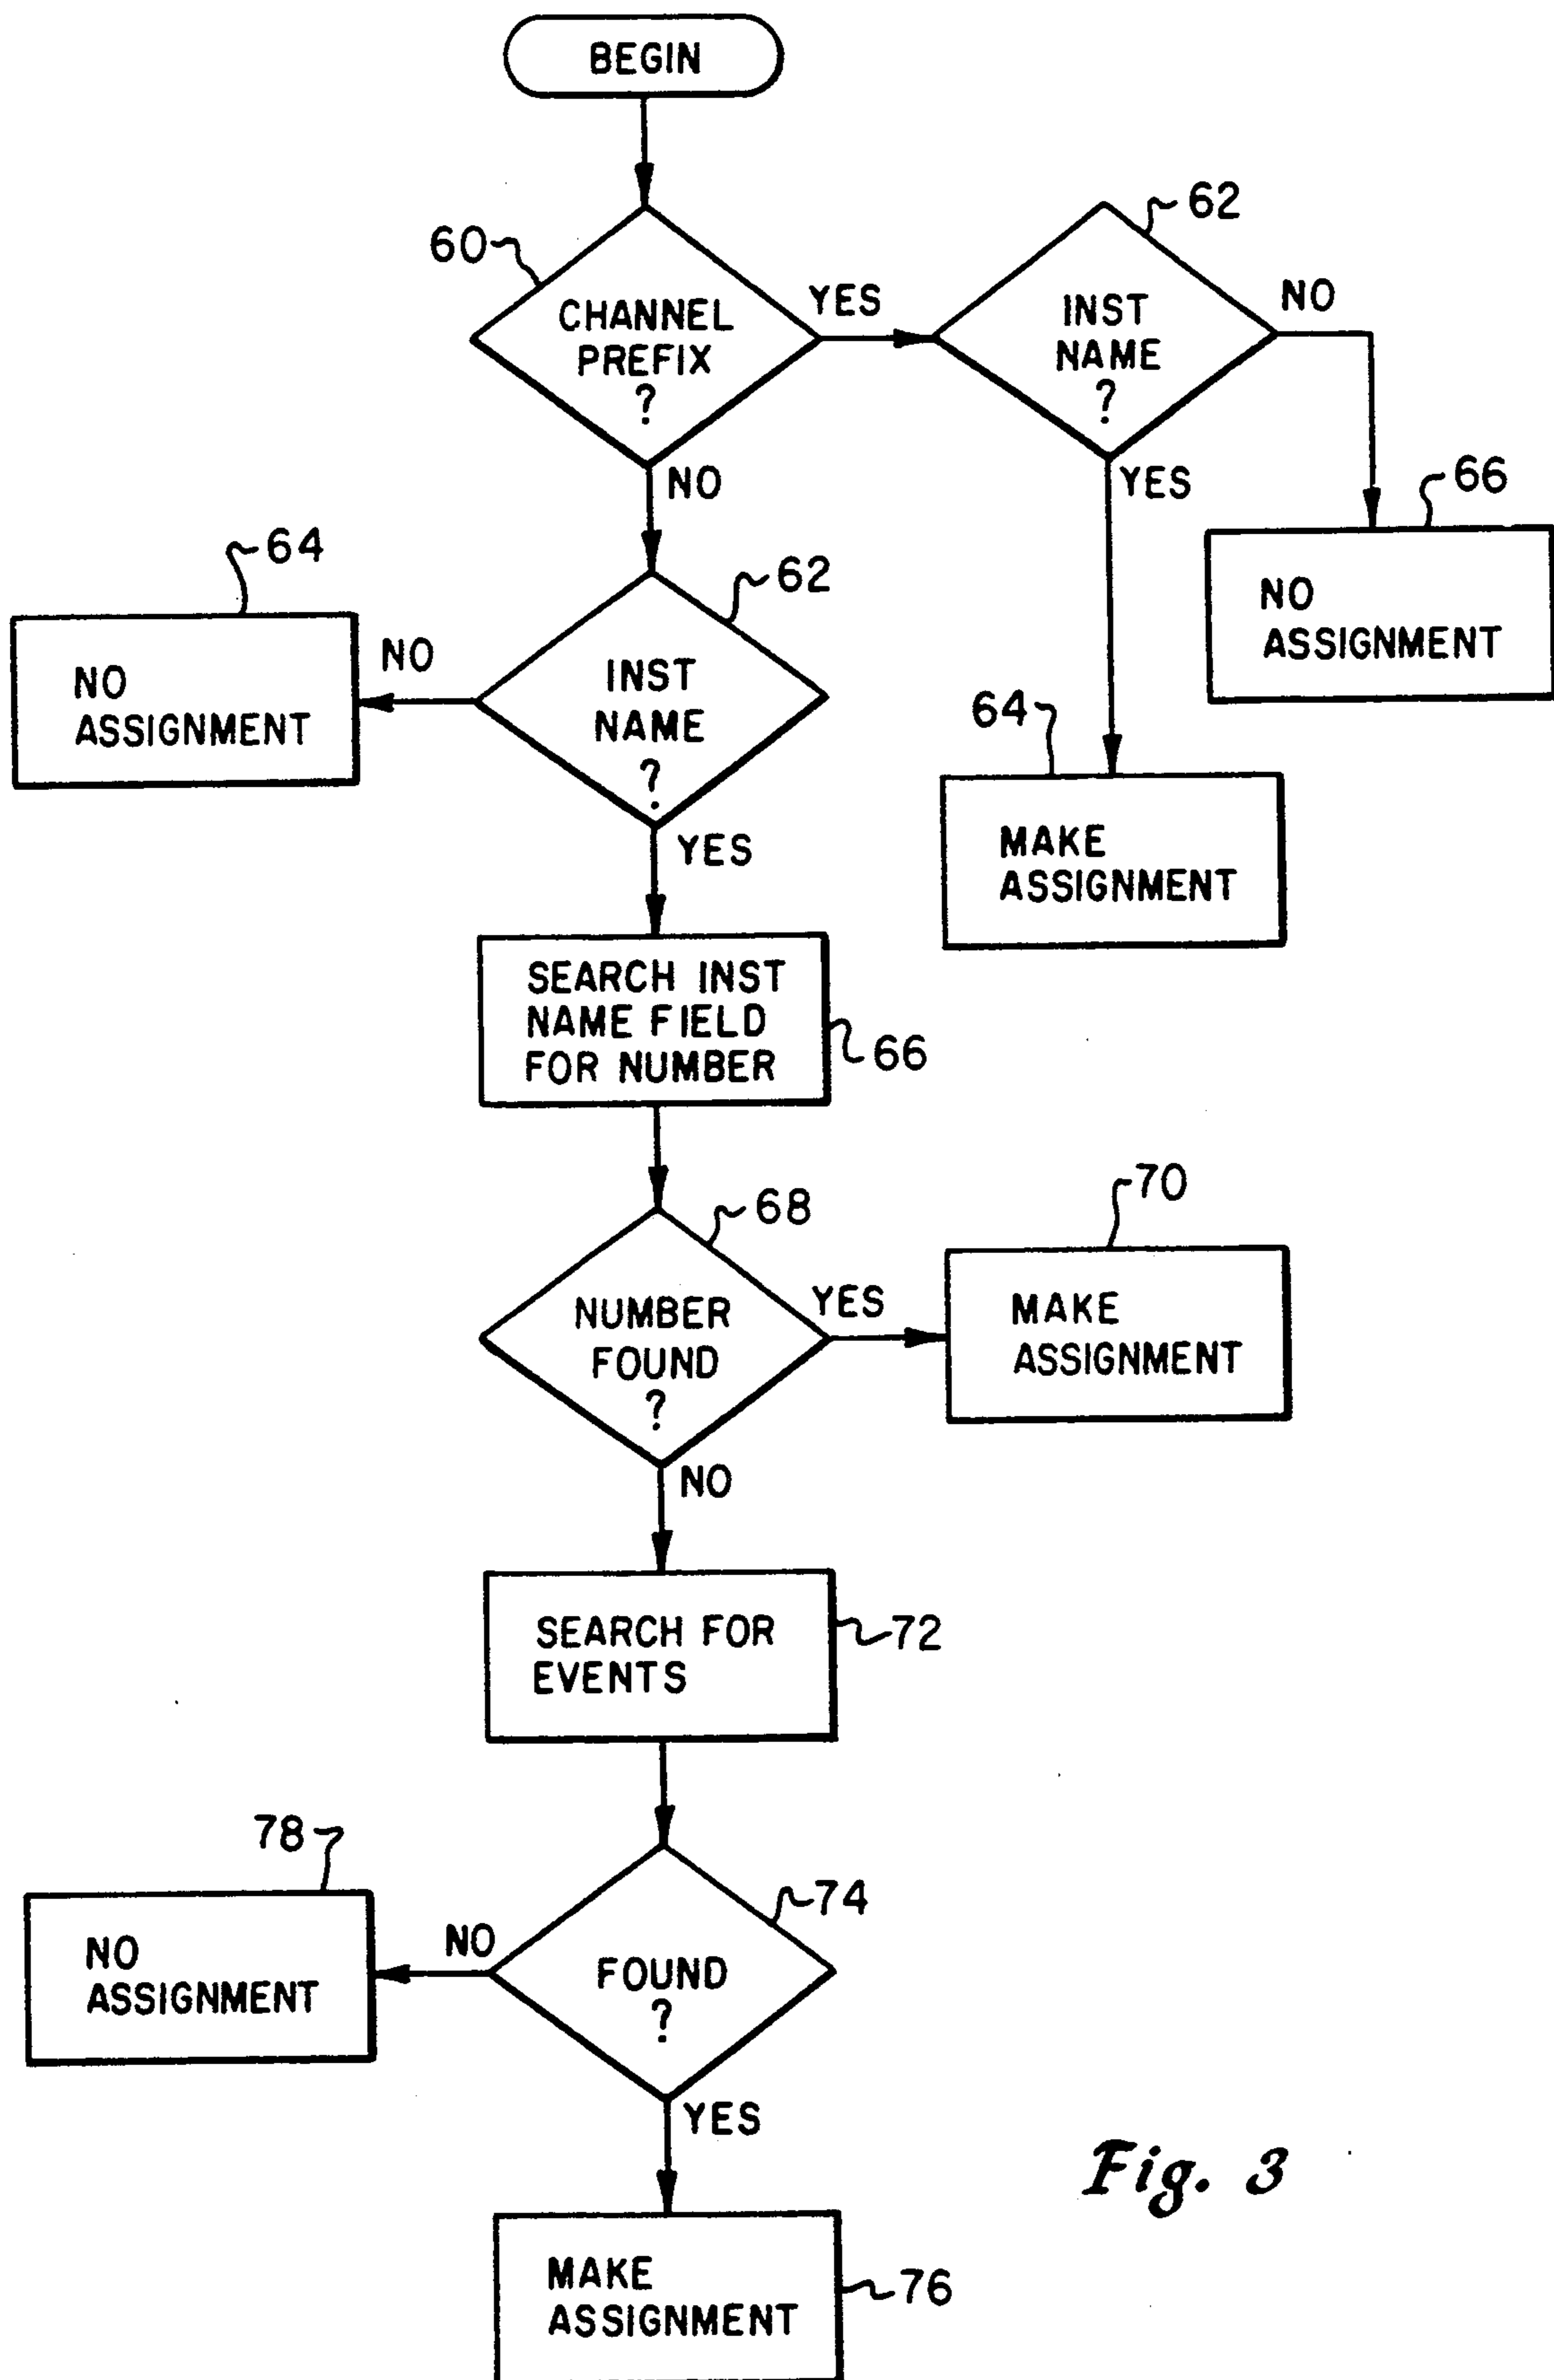 BEGIN
62
60
CHANNEL
PREFIX
?
YES
INST
NAME
?
NO
NO
YES
66
NO
ASSIGNMENT
64
NO
ASSIGNMENT
NO
62
INST
NAME
?
YES
64
MAKE
ASSIGNMENT
SEARCH INST
NAME FIELD
FOR NUMBER
66
68
NUMBER
FOUND
?
YES
70
MAKE
ASSIGNMENT
NO
SEARCH FOR
EVENTS
72
78
NO
ASSIGNMENT
NO
74
FOUND
?
YES
MAKE
ASSIGNMENT
76
Fig. 3